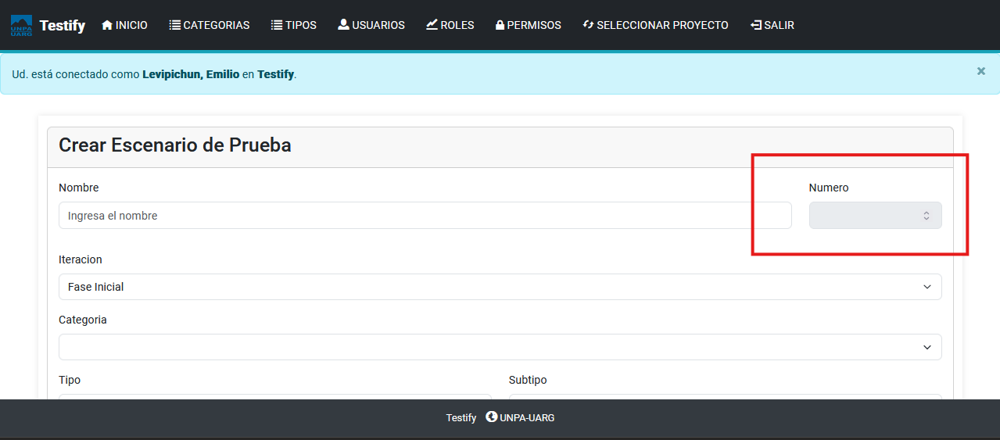 UNPA UARG Testify INICIO CATEGORIAS TIPOS USUARIOS ROLES PERMISOS SELECCIONAR PROYECTO SALIR
Ud. está conectado como Levipichun, Emilio en Testify. ×
Crear Escenario de Prueba
Nombre Numero
Ingresa el nombre
Iteracion
Fase Inicial
Categoria
Tipo Subtipo
Testify UNPA-UARG